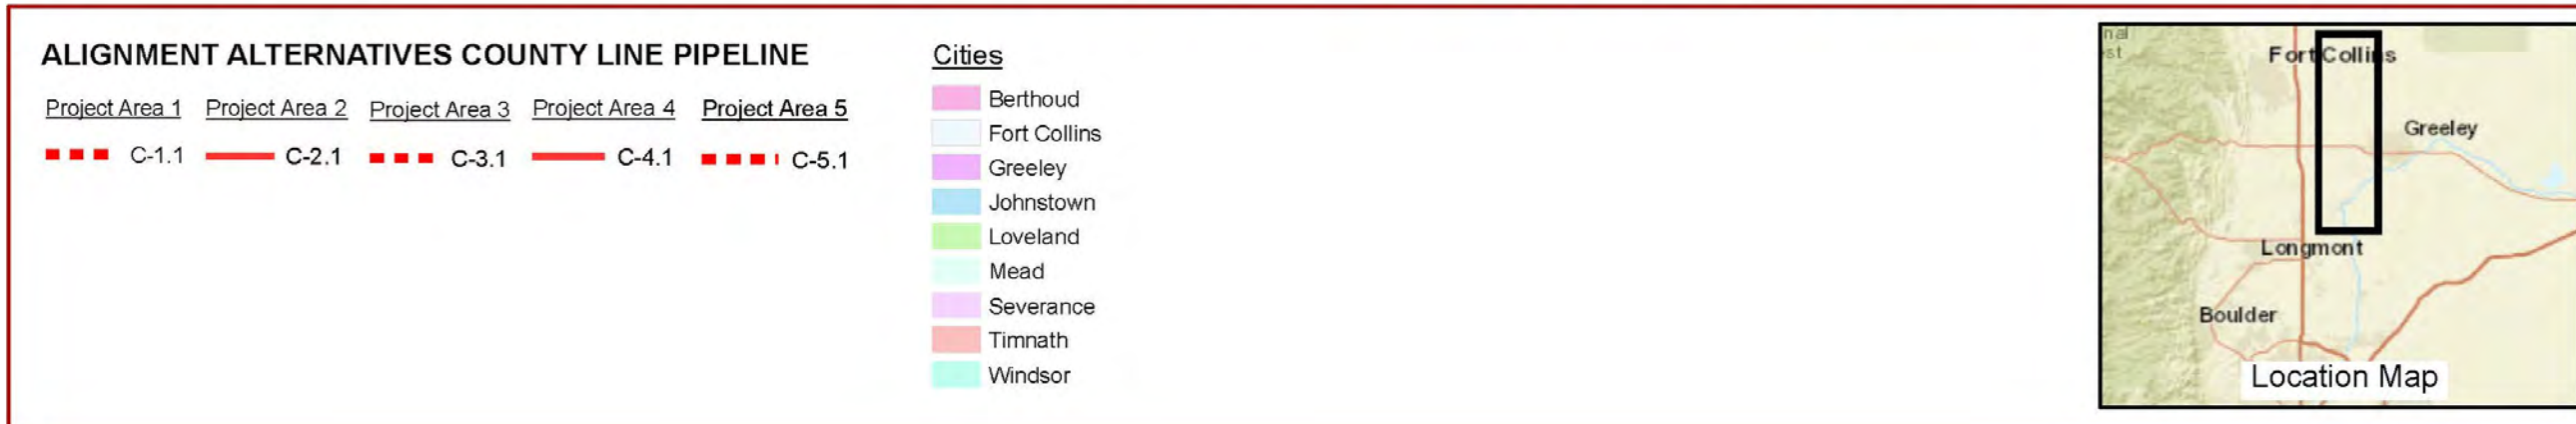 ALIGNMENT ALTERNATIVES COUNTY LINE PIPELINE
Project Area 1 Project Area 2 Project Area 3 Project Area 4 Project Area 5
C-1.1 C-2.1 C-3.1 C-4.1 C-5.1
Cities
Berthoud
Fort Collins
Greeley
Johnstown
Loveland
Mead
Severance
Timnath
Windsor
nal
st
Fort Collins
Greeley
Longmont
Boulder
Location Map